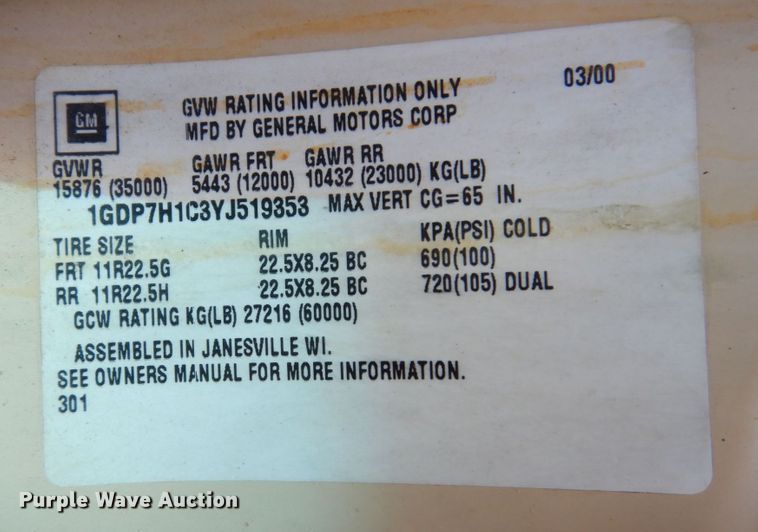 GM
GVW RATING INFORMATION ONLY 03/00
MFD BY GENERAL MOTORS CORP
GVWR GAWR FRT GAWR RR
15876 (35000) 5443 (12000) 10432 (23000) KG(LB)
1GDP7H1C3YJ519353 MAX VERT CG=65 IN.
TIRE SIZE RIM KPA(PSI) COLD
FRT 11R22.5G 22.5X8.25 BC 690(100)
RR 11R22.5H 22.5X8.25 BC 720(105) DUAL
GCW RATING KG(LB) 27216 (60000)
ASSEMBLED IN JANESVILLE WI.
SEE OWNERS MANUAL FOR MORE INFORMATION.
301
Purple Wave Auction